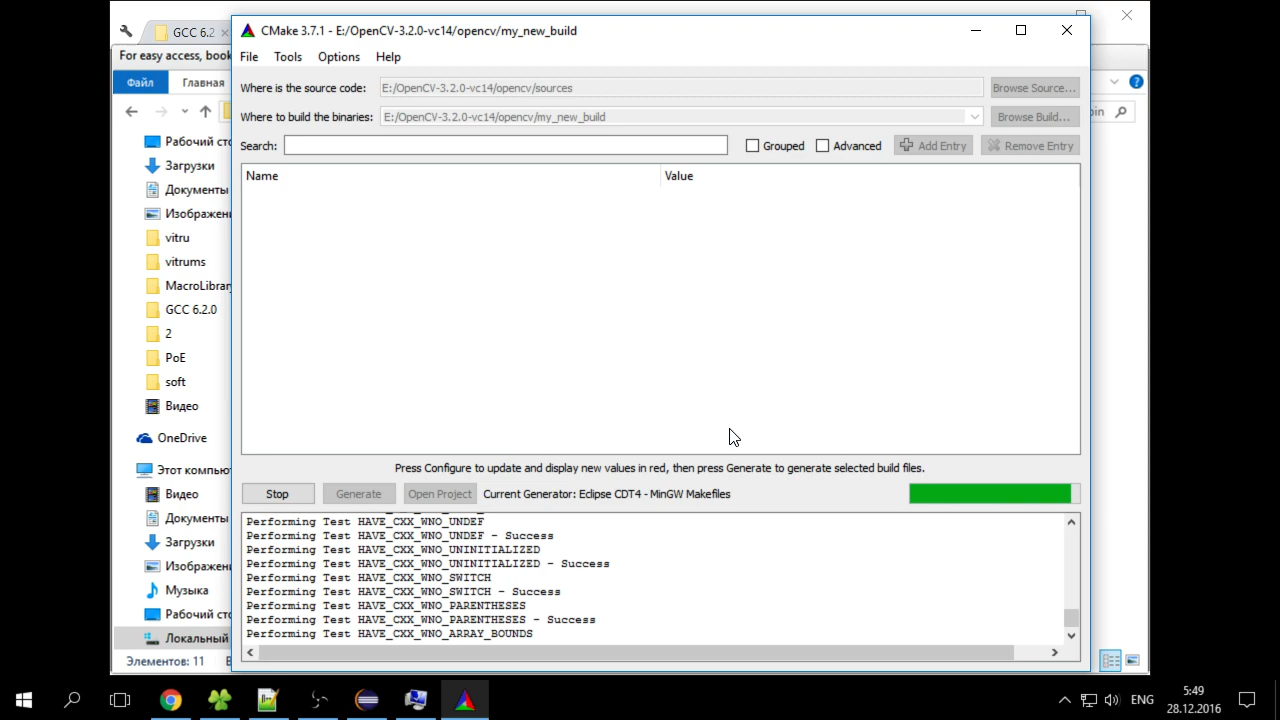 GCC 6.2
CMake 3.7.1 - E:/OpenCV-3.2.0-vc14/opencv/my_new_build
For easy access, book
File Tools Options Help
Файл Главная
Where is the source code: E:/OpenCV-3.2.0-vc14/opencv/sources Browse Source...
Where to build the binaries: E:/OpenCV-3.2.0-vc14/opencv/my_new_build Browse Build...
bin
Search: Grouped Advanced Add Entry Remove Entry
Name Value
Рабочий сто
Загрузки
Документы
Изображени
vitru
vitrums
MacroLibrar
GCC 6.2.0
2
PoE
soft
Видео
OneDrive
Этот компьют
Видео
Документы
Загрузки
Изображени
Музыка
Рабочий сто
Локальный
Элементов: 11
Press Configure to update and display new values in red, then press Generate to generate selected build files.
Stop Generate Open Project Current Generator: Eclipse CDT4 - MinGW Makefiles
Performing Test HAVE_CXX_WNO_UNDEF
Performing Test HAVE_CXX_WNO_UNDEF - Success
Performing Test HAVE_CXX_WNO_UNINITIALIZED
Performing Test HAVE_CXX_WNO_UNINITIALIZED - Success
Performing Test HAVE_CXX_WNO_SWITCH
Performing Test HAVE_CXX_WNO_SWITCH - Success
Performing Test HAVE_CXX_WNO_PARENTHESES
Performing Test HAVE_CXX_WNO_PARENTHESES - Success
Performing Test HAVE_CXX_WNO_ARRAY_BOUNDS
ENG
5:49
28.12.2016